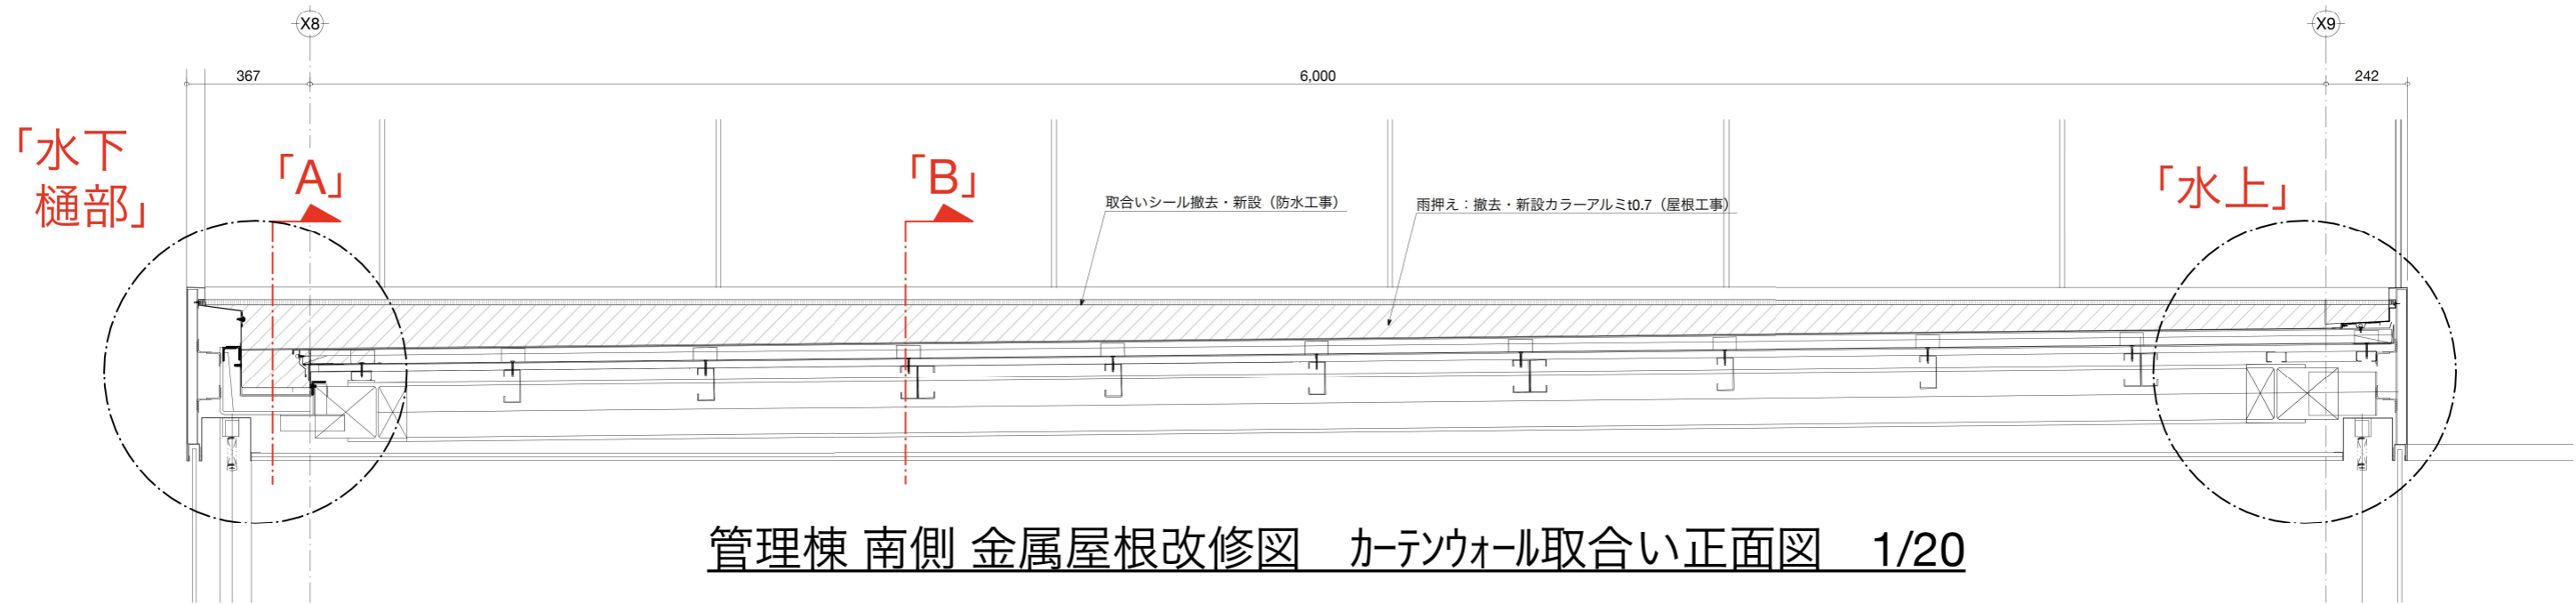 X8
X9
367
6,000
242
「水下
樋部」
「A」
「B」
「水上」
取合いシール撤去・新設（防水工事）
雨押え：撤去・新設カラーアルミt0.7（屋根工事）
管理棟 南側 金属屋根改修図　ｶｰﾃﾝｳｫｰﾙ取合い正面図　1/20